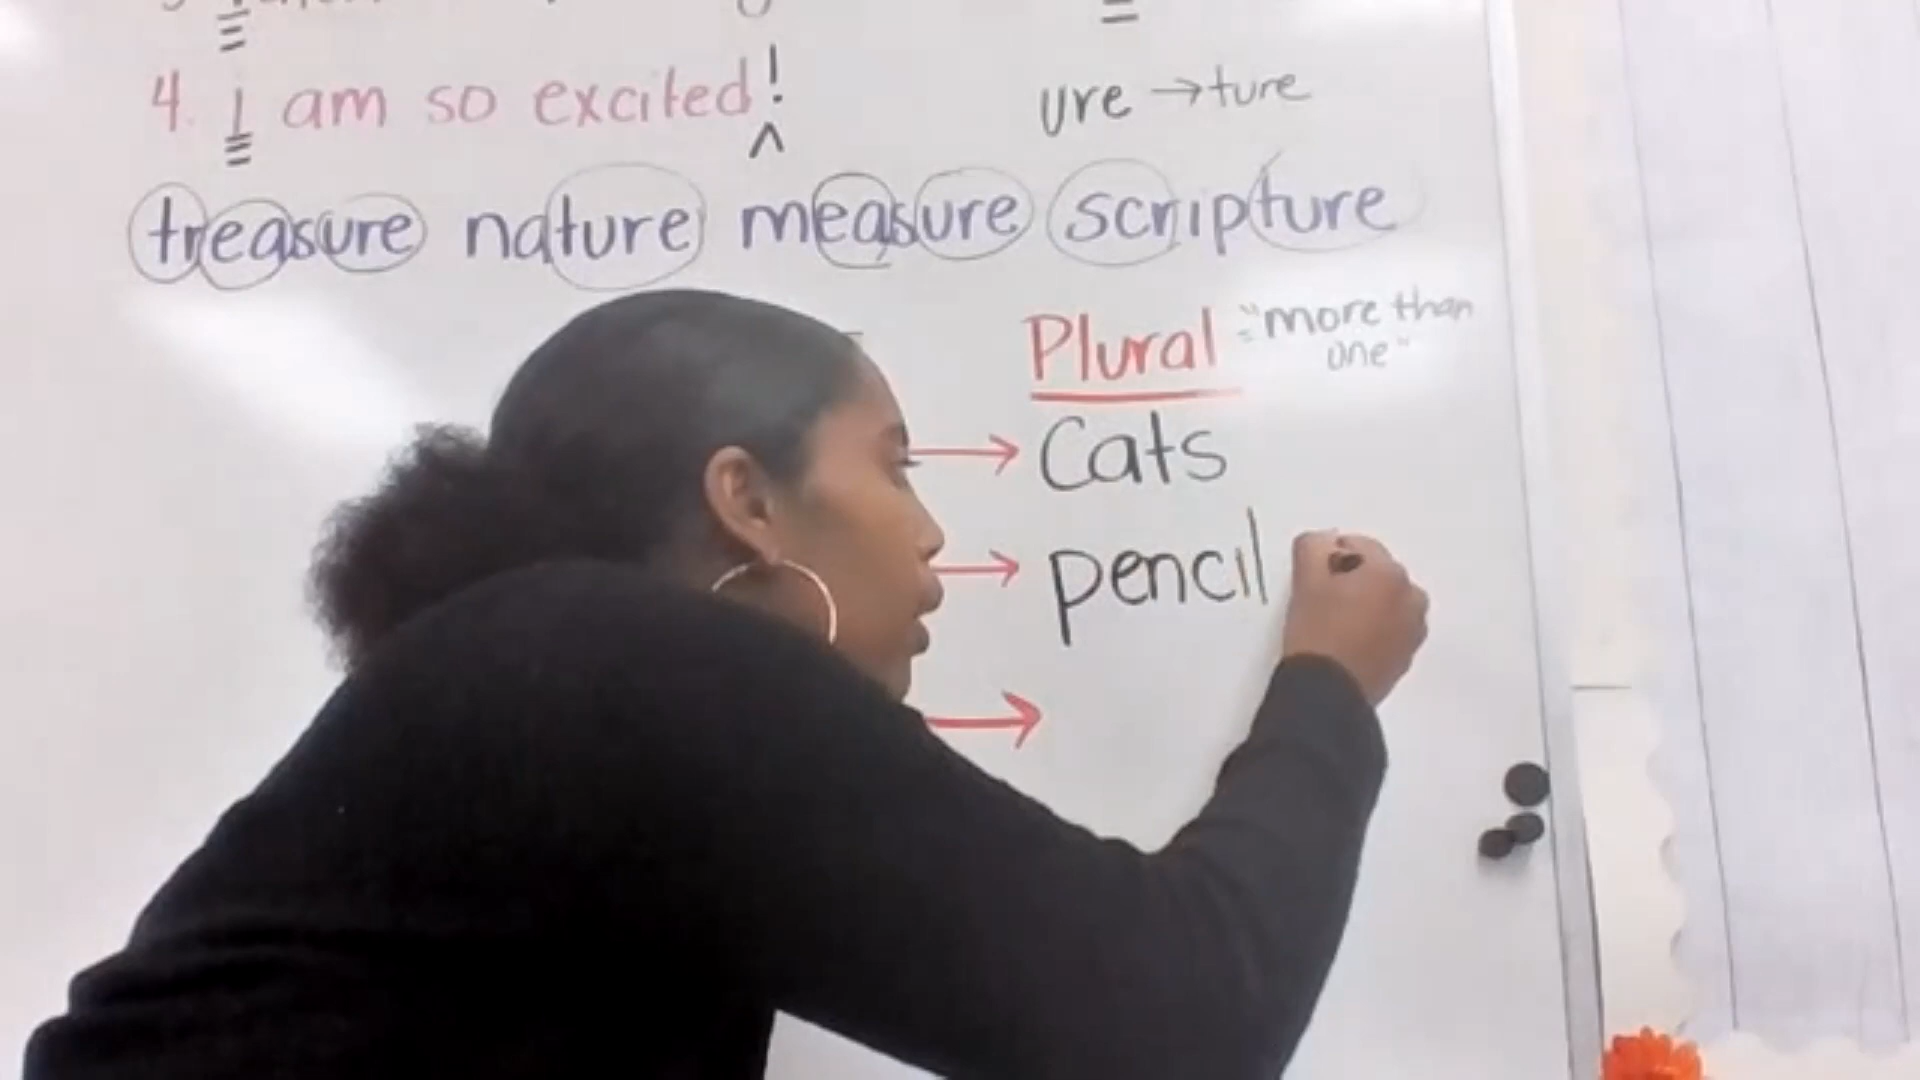 4. i am so excited!
^
ure → ture
treasure nature measure scripture
Plural = "more than
one"
→ Cats
→ pencil
→